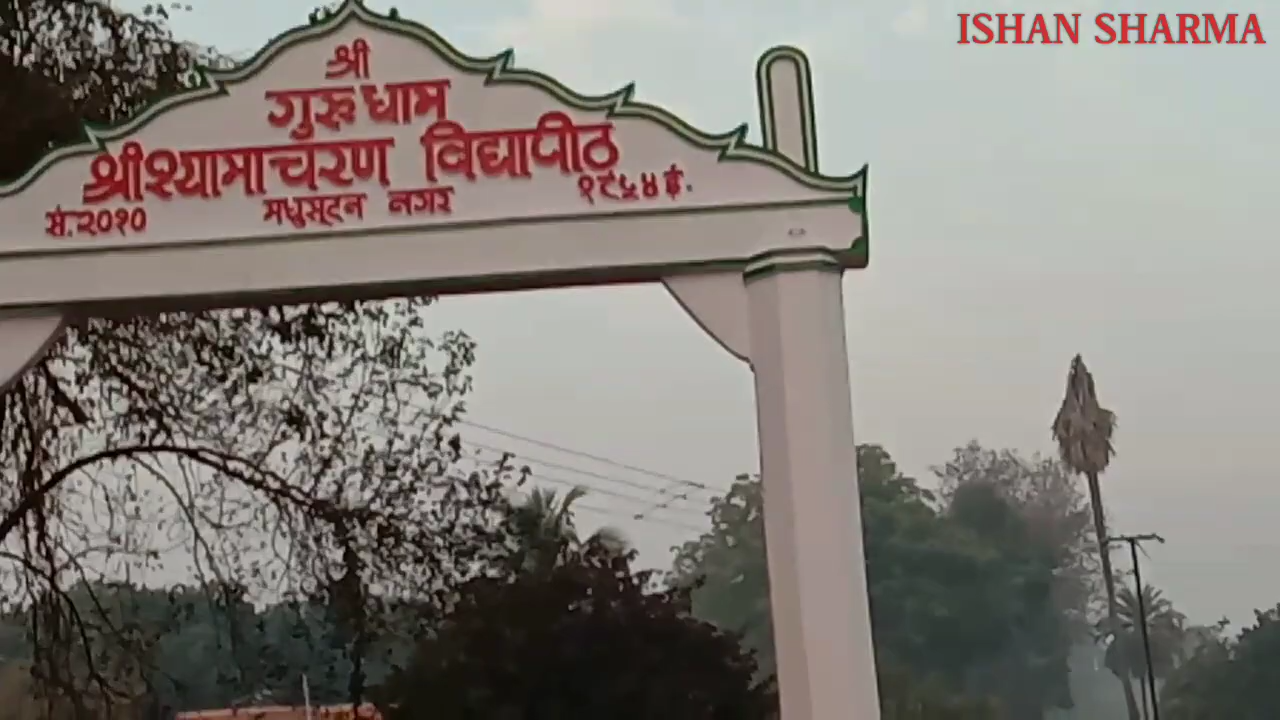 ISHAN SHARMA
श्री
गुरू धाम
श्री श्यामाचरण विद्यापीठ
सं. २०१० मधुसूदन नगर १९५४ ई.